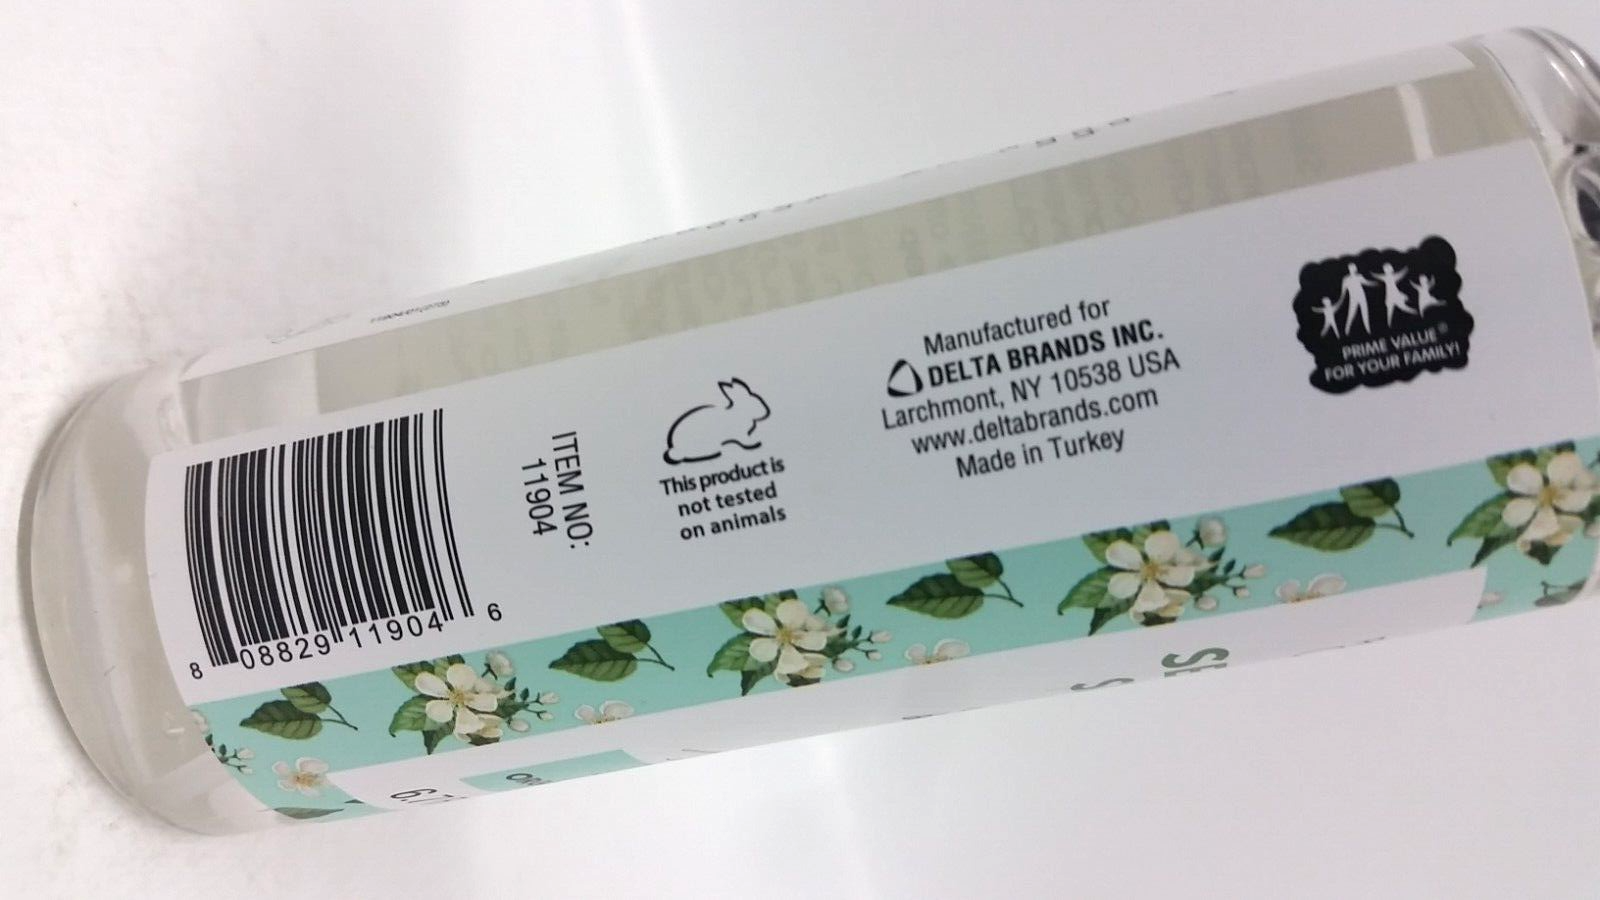 PRIME VALUE®
FOR YOUR FAMILY!
Manufactured for
DELTA BRANDS INC.
Larchmont, NY 10538 USA
www.deltabrands.com
Made in Turkey
This product is
not tested
on animals
ITEM NO:
11904
8 08829 11904 6